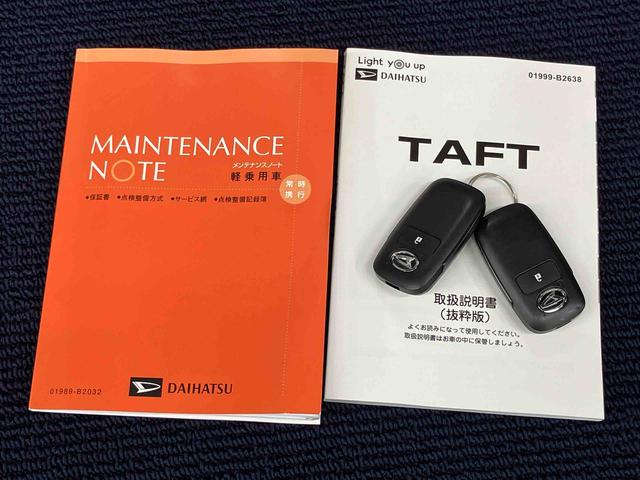 MAINTENANCE
NOTE
メンテナンスノート
軽乗用車
常時
携行
●保証書 ●点検整備方式 ●サービス網 ●点検整備記録簿
DAIHATSU
01989-B2032
Light you up
DAIHATSU
01999-B2638
TAFT
取扱説明書
（抜粋版）
よくお読みになって使用してください。
取扱説明書はお車の中に保管しましょう。